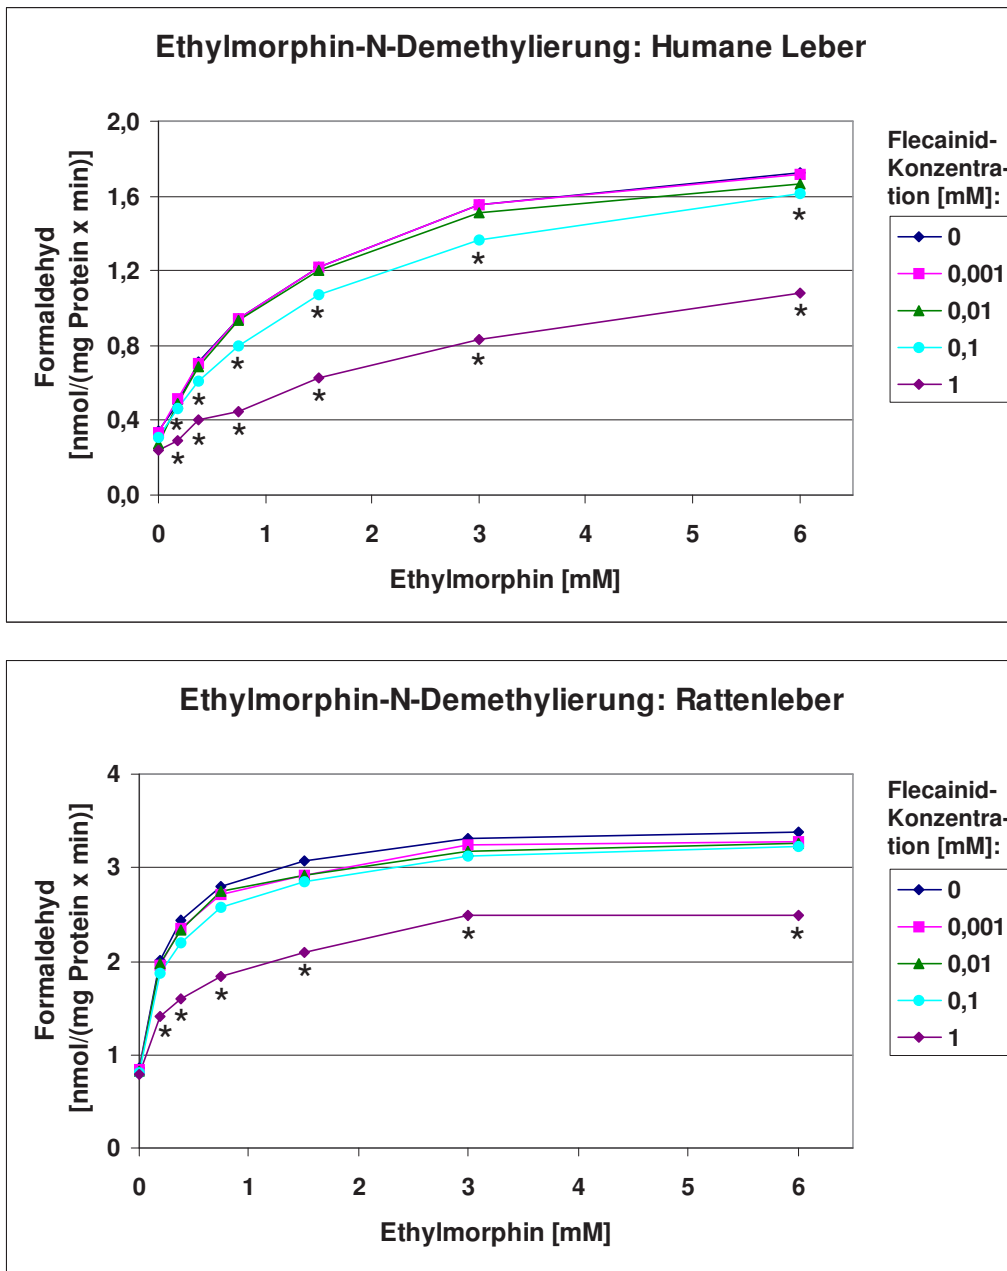 Ethylmorphin-N-Demethylierung: Humane Leber
Formaldehyd
[nmol/(mg Protein x min)]
2,0
1,6
1,2
0,8
0,4
0,0
* * * * * *
* * * * * *
0 1 2 3 4 5 6
Ethylmorphin [mM]
Flecainid-
Konzentra-
tion [mM]:
0
0,001
0,01
0,1
1
Ethylmorphin-N-Demethylierung: Rattenleber
Formaldehyd
[nmol/(mg Protein x min)]
4
3
2
1
0
* * * * * *
0 1 2 3 4 5 6
Ethylmorphin [mM]
Flecainid-
Konzentra-
tion [mM]:
0
0,001
0,01
0,1
1